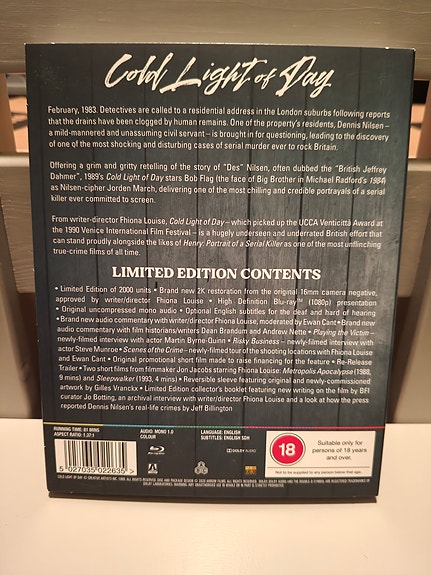 Cold Light of Day
February, 1983. Detectives are called to a residential address in the London suburbs following reports
that the drains have been clogged by human remains. One of the property's residents, Dennis Nilsen –
a mild-mannered and unassuming civil servant – is brought in for questioning, leading to the discovery
of one of the most shocking and disturbing cases of serial murder ever to rock Britain.
Offering a grim and gritty retelling of the story of "Des" Nilsen, often dubbed the "British Jeffrey
Dahmer", 1989's Cold Light of Day stars Bob Flag (the face of Big Brother in Michael Radford's 1984)
as Nilsen-cipher Jorden March, delivering one of the most chilling and credible portrayals of a serial
killer ever committed to screen.
From writer-director Fhiona Louise, Cold Light of Day – which picked up the UCCA Venticittà Award at
the 1990 Venice International Film Festival – is a hugely underseen and underrated British effort that
can stand proudly alongside the likes of Henry: Portrait of a Serial Killer as one of the most unflinching
true-crime films of all time.
LIMITED EDITION CONTENTS
• Limited Edition of 2000 units • Brand new 2K restoration from the original 16mm camera negative,
approved by writer/director Fhiona Louise • High Definition Blu-ray™ (1080p) presentation
• Original uncompressed mono audio • Optional English subtitles for the deaf and hard of hearing
• Brand new audio commentary with writer/director Fhiona Louise, moderated by Ewan Cant • Brand new
audio commentary with film historians/writers Dean Brandum and Andrew Nette • Playing the Victim –
newly-filmed interview with actor Martin Byrne-Quinn • Risky Business – newly-filmed interview with
actor Steve Munroe • Scenes of the Crime – newly-filmed tour of the shooting locations with Fhiona Louise
and Ewan Cant • Original promotional short film made to raise financing for the feature • Re-Release
Trailer • Two short films from Jon Jacobs starring Fhiona Louise: Metropolis Apocalypse (1988,
9 mins) and Sleepwalker (1993, 4 mins) • Reversible sleeve featuring original and newly-commissioned
artwork by Gilles Vranckx • Limited Edition collector's booklet featuring new writing on the film by BFI
curator Jo Botting, an archival interview with writer/director Fhiona Louise and a look at how the press
reported Dennis Nilsen's real-life crimes by Jeff Billington
RUNNING TIME: 81 MINS
ASPECT RATIO: 1.37:1
AUDIO: MONO 1.0
COLOUR
LANGUAGE: ENGLISH
SUBTITLES: ENGLISH SDH
5 027035 022635 >
Blu-ray Disc
ARROW
DOLBY AUDIO
18
Suitable only for
persons of 18 years
and over.
Not to be supplied to any person below that age.